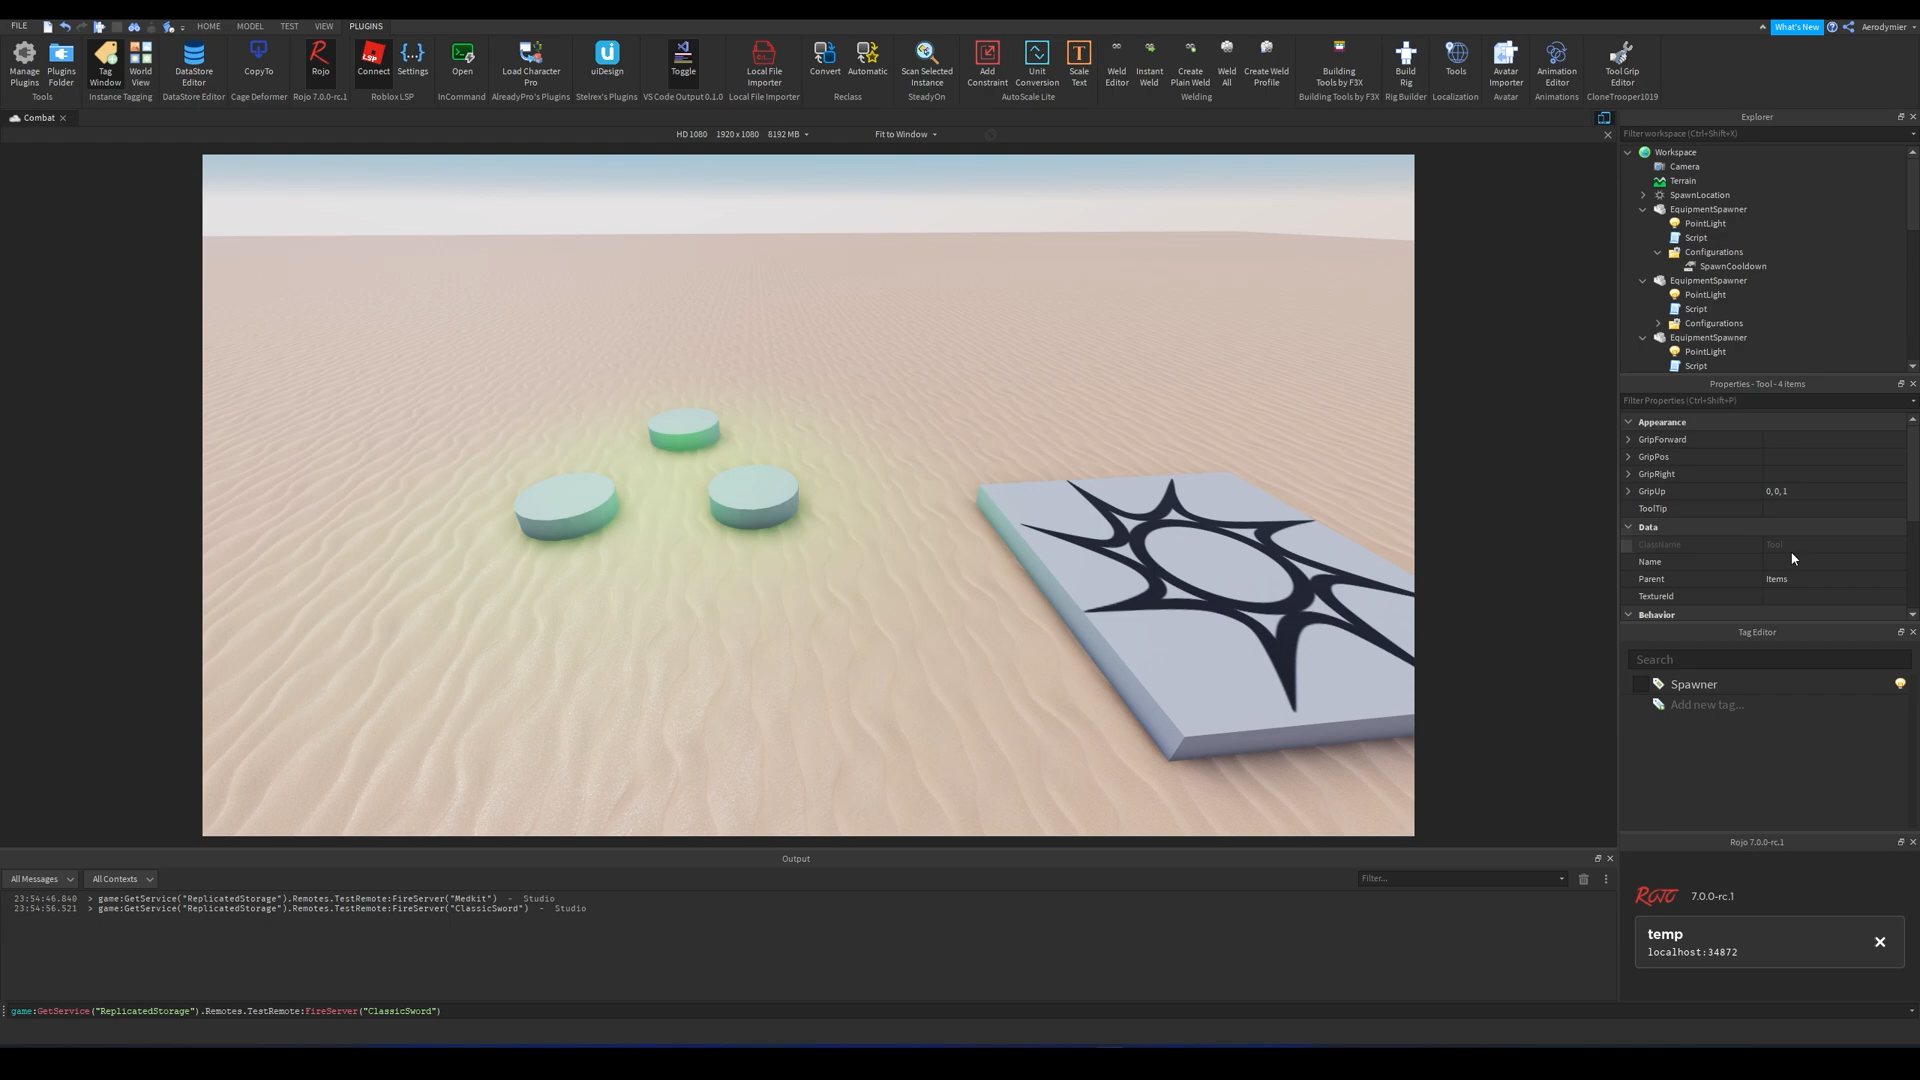 FILE HOME MODEL TEST VIEW PLUGINS What's New Aerodymier
Manage Plugins
Plugins Folder
Tools
Tag Window
World View
Instance Tagging
DataStore Editor
DataStore Editor
CopyTo
Cage Deformer
Rojo
Rojo 7.0.0-rc.1
LSP
Connect
Settings
Roblox LSP
Open
InCommand
Load Character Pro
AlreadyPro's Plugins
uiDesign
Stelrex's Plugins
Toggle
VS Code Output 0.1.0
Local File Importer
Local File Importer
Convert
Automatic
Reclass
Scan Selected Instance
SteadyOn
Add Constraint
Unit Conversion
Scale Text
AutoScale Lite
Weld Editor
Instant Weld
Create Plain Weld
Weld All
Create Weld Profile
Welding
Building Tools by F3X
Building Tools by F3X
Build Rig
Rig Builder
Tools
Localization
Avatar Importer
Avatar
Animation Editor
Animations
Tool Grip Editor
CloneTrooper1019
Combat
HD 1080 1920 x 1080 8192 MB
Fit to Window
Explorer
Filter workspace (Ctrl+Shift+X)
Workspace
Camera
Terrain
SpawnLocation
EquipmentSpawner
PointLight
Script
Configurations
SpawnCooldown
EquipmentSpawner
PointLight
Script
Configurations
EquipmentSpawner
PointLight
Script
Properties - Tool - 4 items
Filter Properties (Ctrl+Shift+P)
Appearance
GripForward
GripPos
GripRight
GripUp 0, 0, 1
ToolTip
Data
ClassName Tool
Name
Parent Items
TextureId
Behavior
Tag Editor
Search
Spawner
Add new tag...
Rojo 7.0.0-rc.1
ROJO 7.0.0-rc.1
temp
localhost:34872
Output
All Messages All Contexts Filter...
23:54:46.840 > game:GetService("ReplicatedStorage").Remotes.TestRemote:FireServer("Medkit") - Studio
23:54:56.521 > game:GetService("ReplicatedStorage").Remotes.TestRemote:FireServer("ClassicSword") - Studio
game:GetService("ReplicatedStorage").Remotes.TestRemote:FireServer("ClassicSword")